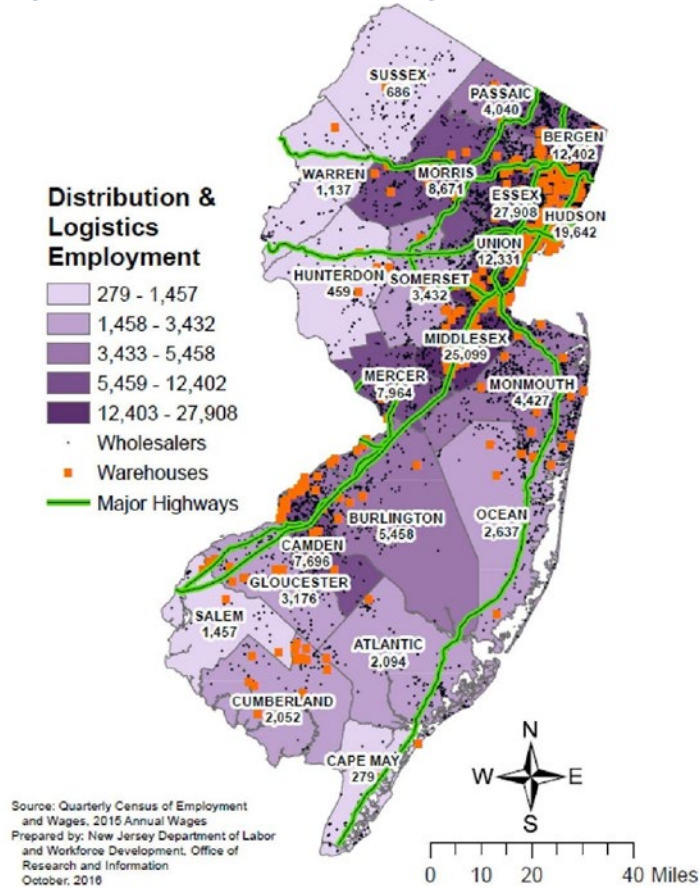 SUSSEX
686
PASSAIC
4,040
BERGEN
12,402
WARREN
1,137
MORRIS
8,671
ESSEX
27,908
HUDSON
19,642
UNION
12,331
HUNTERDON
459
SOMERSET
3,432
MIDDLESEX
25,099
MERCER
7,964
MONMOUTH
4,427
Distribution &
Logistics
Employment
279 - 1,457
1,458 - 3,432
3,433 - 5,458
5,459 - 12,402
12,403 - 27,908
Wholesalers
Warehouses
Major Highways
OCEAN
2,637
BURLINGTON
5,458
CAMDEN
7,696
GLOUCESTER
3,176
SALEM
1,457
ATLANTIC
2,094
CUMBERLAND
2,052
CAPE MAY
279
N
W E
S
Source: Quarterly Census of Employment
and Wages, 2015 Annual Wages
Prepared by: New Jersey Department of Labor
and Workforce Development, Office of
Research and Information
October, 2016
0 10 20 40 Miles